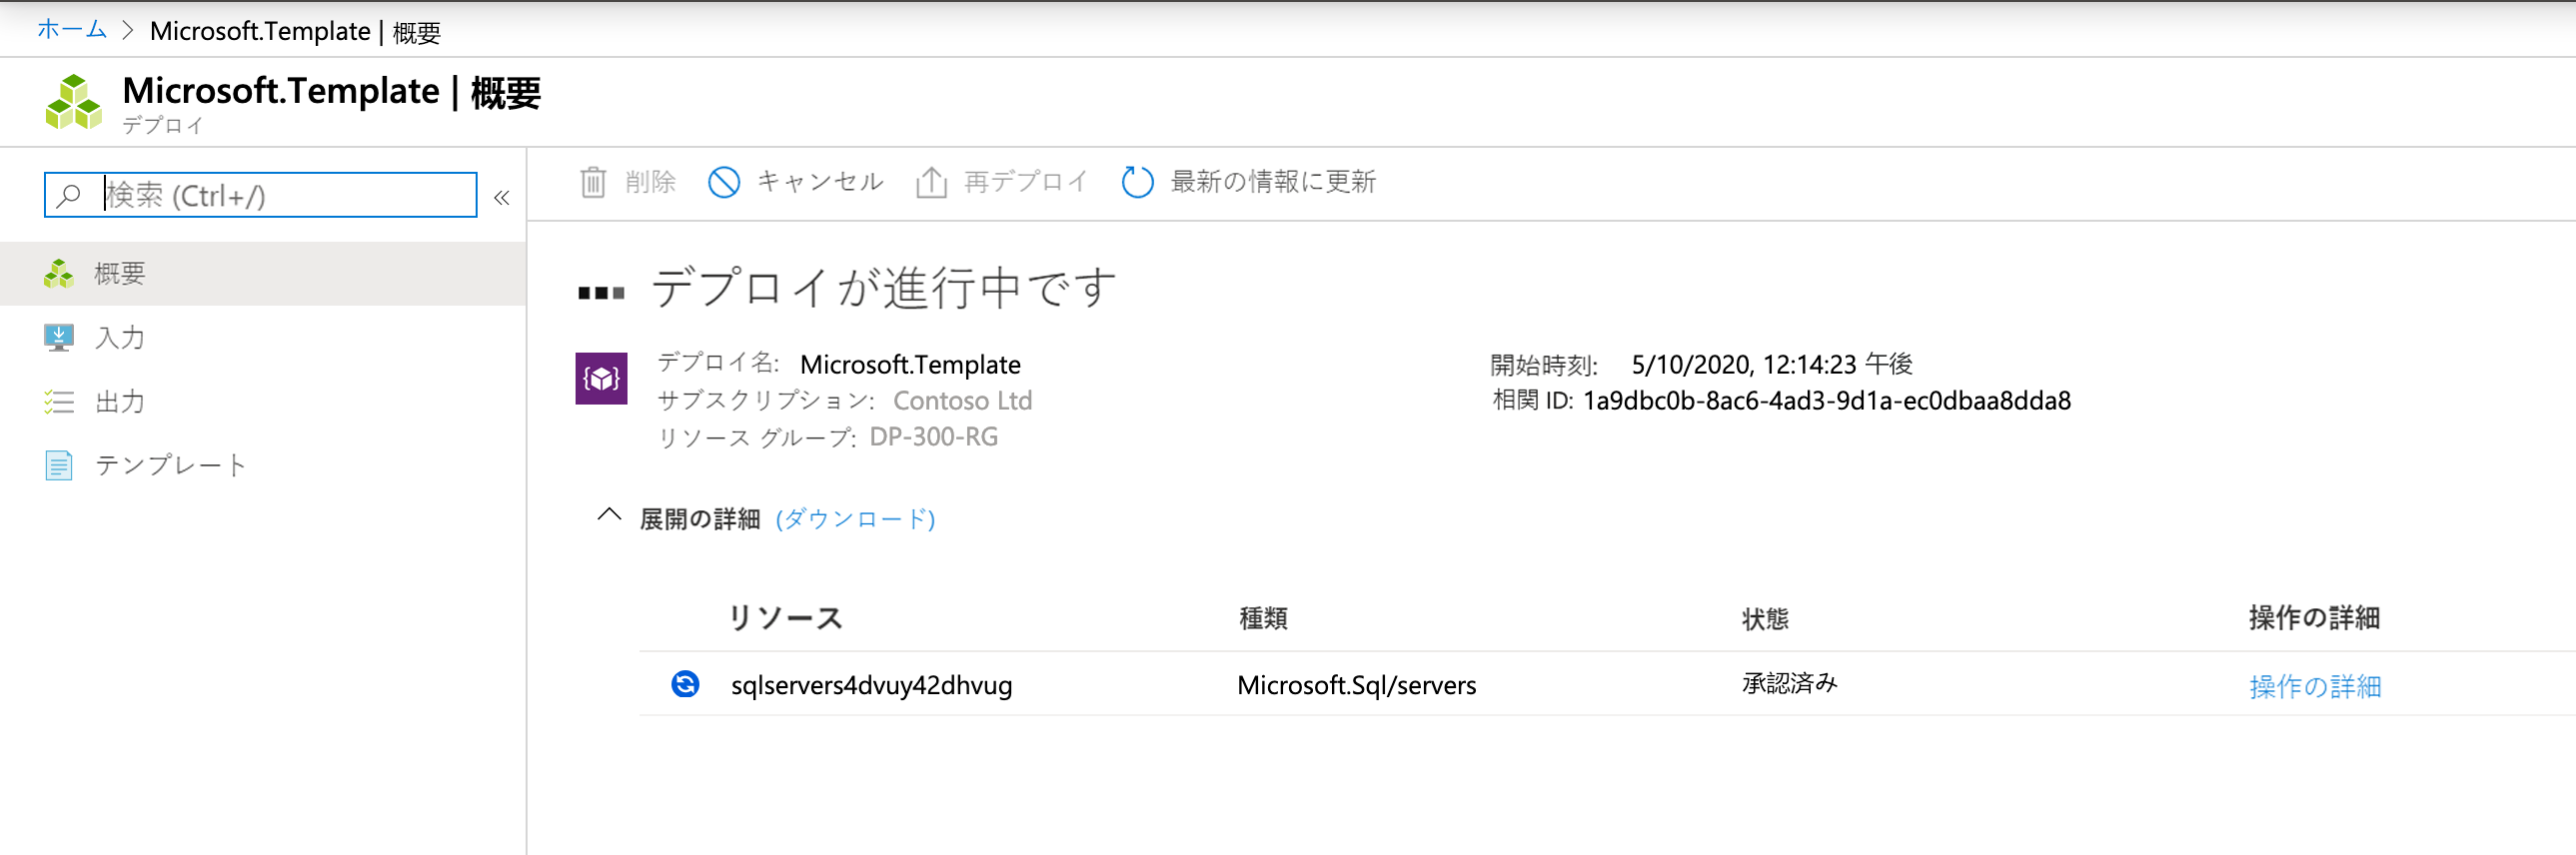 ホーム > Microsoft.Template | 概要
Microsoft.Template | 概要
デプロイ
検索 (Ctrl+/)
«
削除 キャンセル 再デプロイ 最新の情報に更新
概要
入力
出力
テンプレート
デプロイが進行中です
デプロイ名: Microsoft.Template
サブスクリプション: Contoso Ltd
リソース グループ: DP-300-RG
開始時刻: 5/10/2020, 12:14:23 午後
相関 ID: 1a9dbc0b-8ac6-4ad3-9d1a-ec0dbaa8dda8
展開の詳細 (ダウンロード)
リソース 種類 状態 操作の詳細
sqlservers4dvuy42dhvug Microsoft.Sql/servers 承認済み 操作の詳細